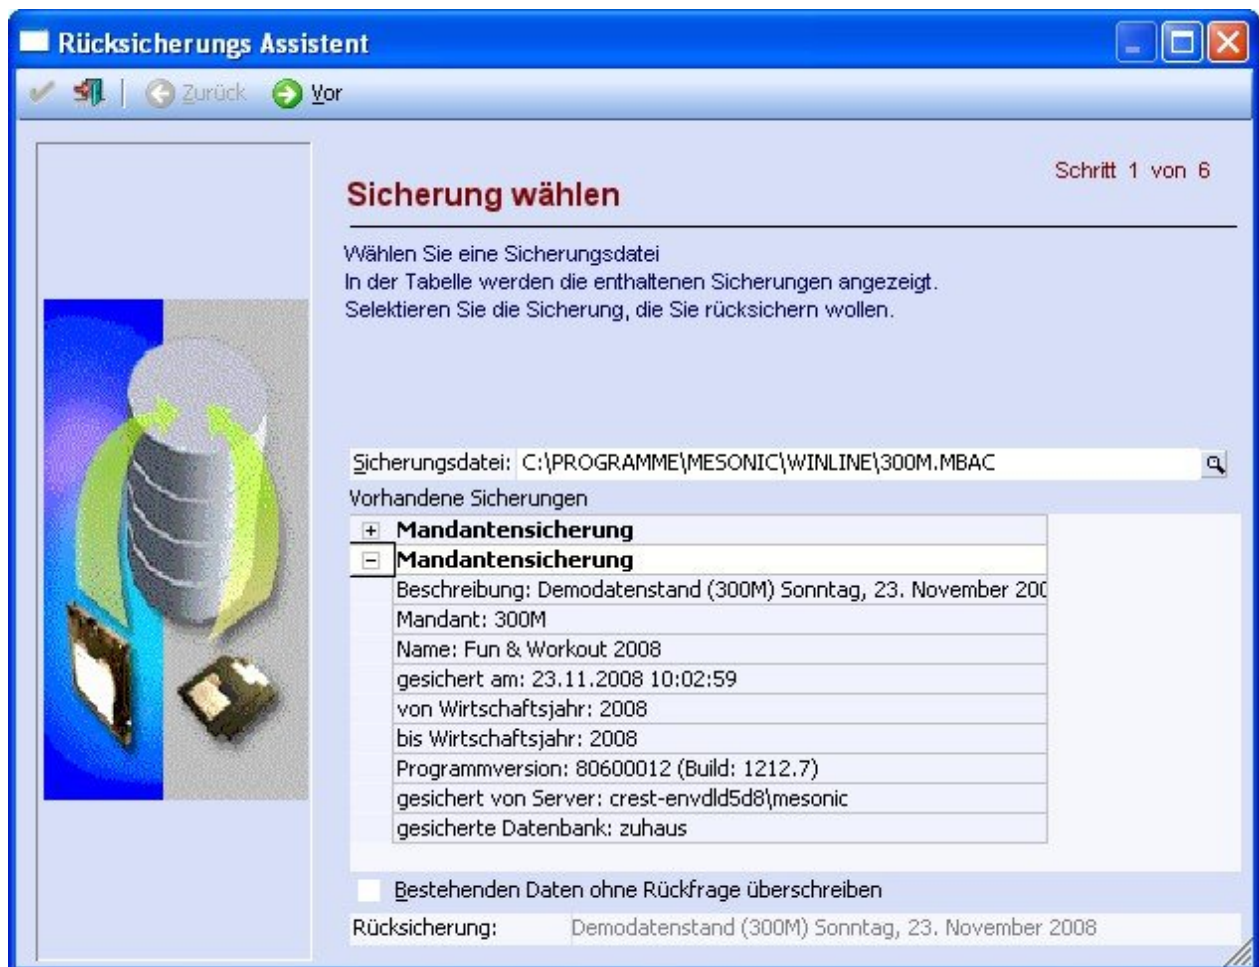 Rücksicherungs Assistent
Zurück Vor
Schritt 1 von 6
Sicherung wählen
Wählen Sie eine Sicherungsdatei
In der Tabelle werden die enthaltenen Sicherungen angezeigt.
Selektieren Sie die Sicherung, die Sie rücksichern wollen.
Sicherungsdatei: C:\PROGRAMME\MESONIC\WINLINE\300M.MBAC
Vorhandene Sicherungen
Mandantensicherung
Mandantensicherung
Beschreibung: Demodatenstand (300M) Sonntag, 23. November 200
Mandant: 300M
Name: Fun & Workout 2008
gesichert am: 23.11.2008 10:02:59
von Wirtschaftsjahr: 2008
bis Wirtschaftsjahr: 2008
Programmversion: 80600012 (Build: 1212.7)
gesichert von Server: crest-envdld5d8\mesonic
gesicherte Datenbank: zuhaus
Bestehenden Daten ohne Rückfrage überschreiben
Rücksicherung: Demodatenstand (300M) Sonntag, 23. November 2008